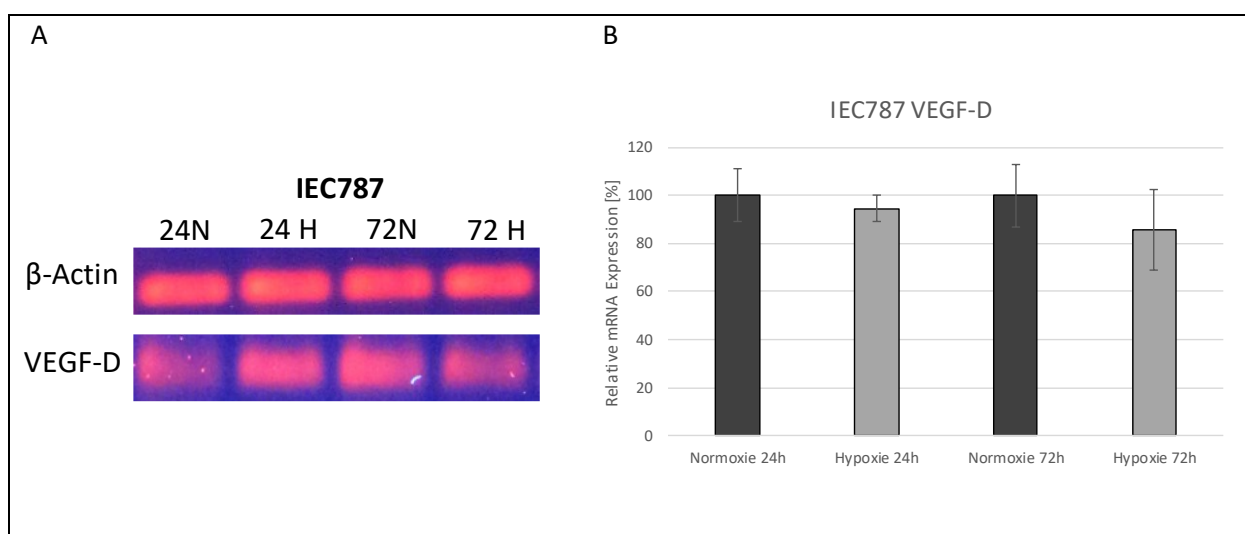 A
IEC787
24N 24 H 72N 72 H
β-Actin
VEGF-D
B
IEC787 VEGF-D
Relative mRNA Expression [%]
120
100
80
60
40
20
0
Normoxie 24h Hypoxie 24h Normoxie 72h Hypoxie 72h